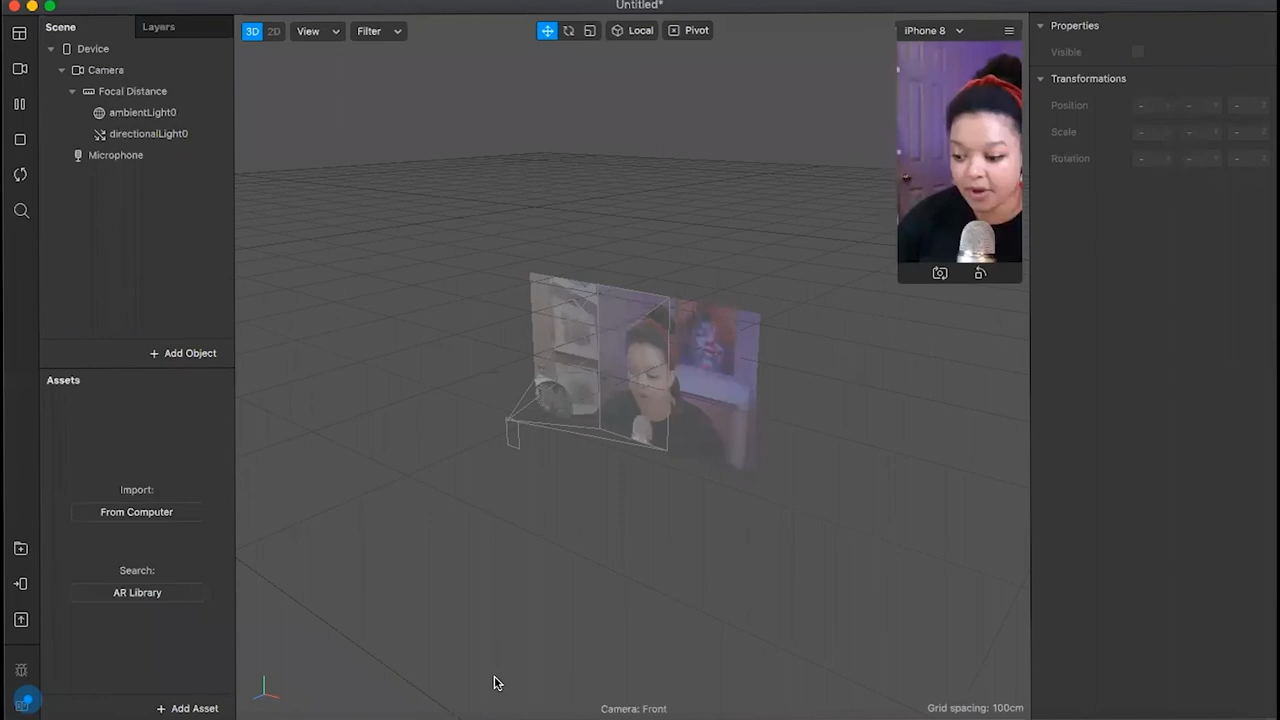 Untitled*
Scene
Layers
Device
Camera
Focal Distance
ambientLight0
directionalLight0
Microphone
+ Add Object
Assets
Import:
From Computer
Search:
AR Library
+ Add Asset
3D 2D View Filter
Local Pivot
iPhone 8
Camera: Front
Grid spacing: 100cm
Properties
Visible
Transformations
Position - - -
Scale - - -
Rotation - - -